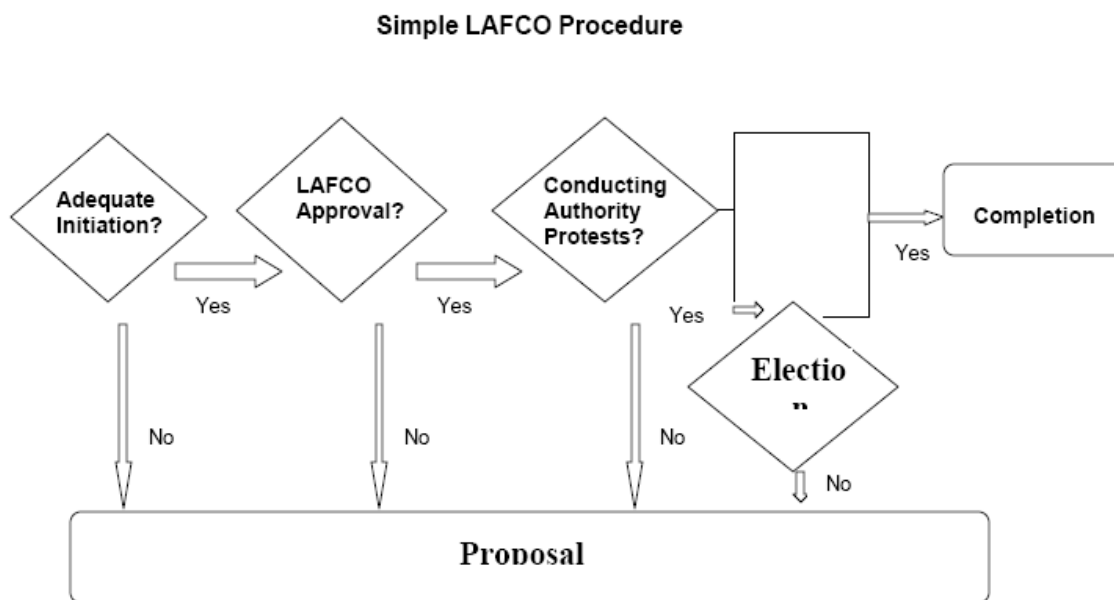 Simple LAFCO Procedure
Adequate
Initiation?
LAFCO
Approval?
Conducting
Authority
Protests?
Completion
Yes
Yes
Yes
Yes
Electio
n
No
No
No
No
Proposal